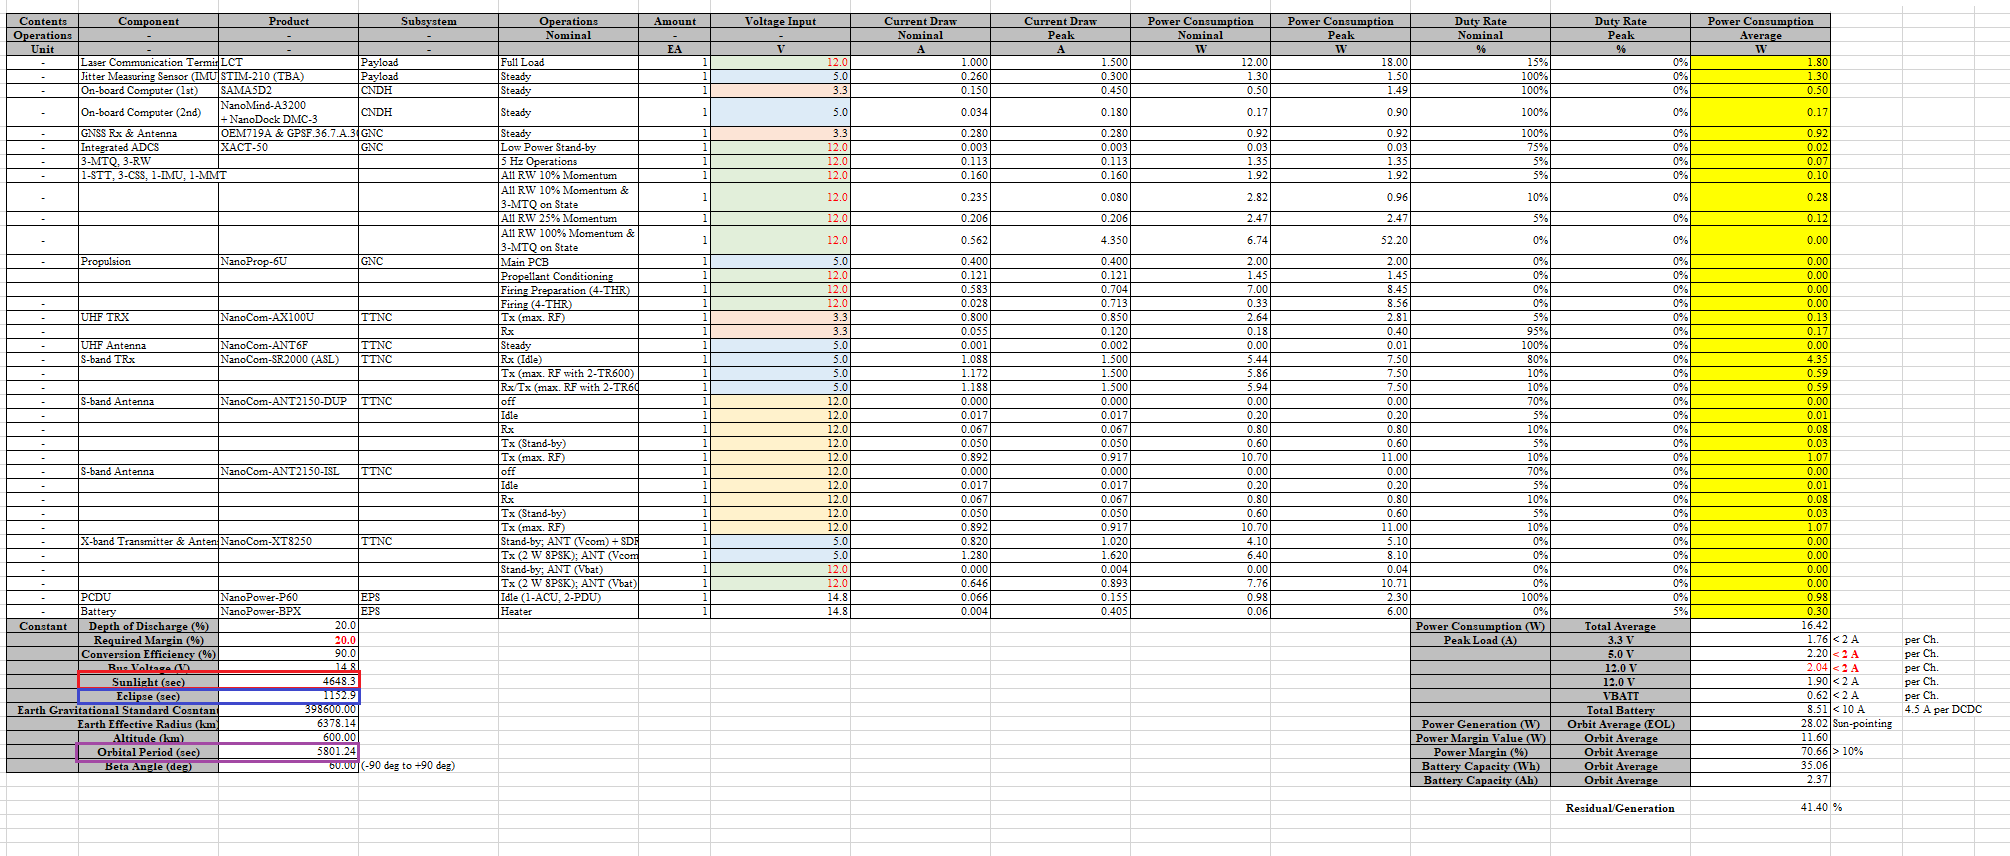 Contents Component Product Subsystem Operations Amount Voltage Input Current Draw Current Draw Power Consumption Power Consumption Duty Rate Duty Rate Power Consumption
Operations - - - Nominal - - Nominal Peak Nominal Peak Nominal Peak Average
Unit - - - EA V A A W W % % W
- Laser Communication Termin LCT Payload Full Load 1 12.0 1.000 1.500 12.00 18.00 15% 0% 1.80
- Jitter Measuring Sensor (IMU STIM-210 (TBA) Payload Steady 1 5.0 0.260 0.300 1.30 1.50 100% 0% 1.30
- On-board Computer (1st) SAMA5D2 CNDH Steady 1 3.3 0.150 0.450 0.50 1.49 100% 0% 0.50
- On-board Computer (2nd) NanoMind-A3200
+ NanoDock DMC-3 CNDH Steady 1 5.0 0.034 0.180 0.17 0.90 100% 0% 0.17
- GNSS Rx & Antenna OEM719A & GPSF.36.7.A.3( GNC Steady 1 3.3 0.280 0.280 0.92 0.92 100% 0% 0.92
- Integrated ADCS XACT-50 GNC Low Power Stand-by 1 12.0 0.003 0.003 0.03 0.03 75% 0% 0.02
- 3-MTQ, 3-RW 5 Hz Operations 1 12.0 0.113 0.113 1.35 1.35 5% 0% 0.07
- 1-STT, 3-CSS, 1-IMU, 1-MMT All RW 10% Momentum 1 12.0 0.160 0.160 1.92 1.92 5% 0% 0.10
- All RW 10% Momentum &
3-MTQ on State 1 12.0 0.235 0.080 2.82 0.96 10% 0% 0.28
- All RW 25% Momentum 1 12.0 0.206 0.206 2.47 2.47 5% 0% 0.12
- All RW 100% Momentum &
3-MTQ on State 1 12.0 0.562 4.350 6.74 52.20 0% 0% 0.00
- Propulsion NanoProp-6U GNC Main PCB 1 5.0 0.400 0.400 2.00 2.00 0% 0% 0.00
Propellant Conditioning 1 12.0 0.121 0.121 1.45 1.45 0% 0% 0.00
Firing Preparation (4-THR) 1 12.0 0.583 0.704 7.00 8.45 0% 0% 0.00
- Firing (4-THR) 1 12.0 0.028 0.713 0.33 8.56 0% 0% 0.00
- UHF TRX NanoCom-AX100U TTNC Tx (max. RF) 1 3.3 0.800 0.850 2.64 2.81 5% 0% 0.13
- Rx 1 3.3 0.055 0.120 0.18 0.40 95% 0% 0.17
- UHF Antenna NanoCom-ANT6F TTNC Steady 1 5.0 0.001 0.002 0.00 0.01 100% 0% 0.00
- S-band TRx NanoCom-SR2000 (ASL) TTNC Rx (Idle) 1 5.0 1.088 1.500 5.44 7.50 80% 0% 4.35
- Tx (max. RF with 2-TR600) 1 5.0 1.172 1.500 5.86 7.50 10% 0% 0.59
- Rx/Tx (max. RF with 2-TR60 1 5.0 1.188 1.500 5.94 7.50 10% 0% 0.59
- S-band Antenna NanoCom-ANT2150-DUP TTNC off 1 12.0 0.000 0.000 0.00 0.00 70% 0% 0.00
- Idle 1 12.0 0.017 0.017 0.20 0.20 5% 0% 0.01
- Rx 1 12.0 0.067 0.067 0.80 0.80 10% 0% 0.08
- Tx (Stand-by) 1 12.0 0.050 0.050 0.60 0.60 5% 0% 0.03
- Tx (max. RF) 1 12.0 0.892 0.917 10.70 11.00 10% 0% 1.07
- S-band Antenna NanoCom-ANT2150-ISL TTNC off 1 12.0 0.000 0.000 0.00 0.00 70% 0% 0.00
- Idle 1 12.0 0.017 0.017 0.20 0.20 5% 0% 0.01
- Rx 1 12.0 0.067 0.067 0.80 0.80 10% 0% 0.08
- Tx (Stand-by) 1 12.0 0.050 0.050 0.60 0.60 5% 0% 0.03
- Tx (max. RF) 1 12.0 0.892 0.917 10.70 11.00 10% 0% 1.07
- X-band Transmitter & Anten NanoCom-XT8250 TTNC Stand-by; ANT (Vcom) + SDR 1 5.0 0.820 1.020 4.10 5.10 0% 0% 0.00
- Tx (2 W 8PSK); ANT (Vcom 1 5.0 1.280 1.620 6.40 8.10 0% 0% 0.00
- Stand-by; ANT (Vbat) 1 12.0 0.000 0.004 0.00 0.04 0% 0% 0.00
- Tx (2 W 8PSK); ANT (Vbat) 1 12.0 0.646 0.893 7.76 10.71 0% 0% 0.00
- PCDU NanoPower-P60 EPS Idle (1-ACU, 2-PDU) 1 14.8 0.066 0.155 0.98 2.30 100% 0% 0.98
- Battery NanoPower-BPX EPS Heater 1 14.8 0.004 0.405 0.06 6.00 0% 5% 0.30
Constant Depth of Discharge (%) 20.0 Power Consumption (W) Total Average 16.42
Required Margin (%) 20.0 Peak Load (A) 3.3 V 1.76 < 2 A per Ch.
Conversion Efficiency (%) 90.0 5.0 V 2.20 < 2 A per Ch.
Bus Voltage (V) 14.8 12.0 V 2.04 < 2 A per Ch.
Sunlight (sec) 4648.3 12.0 V 1.90 < 2 A per Ch.
Eclipse (sec) 1152.9 VBATT 0.62 < 2 A per Ch.
Earth Gravitational Standard Cosntant 398600.00 Total Battery 8.51 < 10 A 4.5 A per DCDC
Earth Effective Radius (km) 6378.14 Power Generation (W) Orbit Average (EOL) 28.02 Sun-pointing
Altitude (km) 600.00 Power Margin Value (W) Orbit Average 11.60
Orbital Period (sec) 5801.24 Power Margin (%) Orbit Average 70.66 > 10%
Beta Angle (deg) 60.00 (-90 deg to +90 deg) Battery Capacity (Wh) Orbit Average 35.06
Battery Capacity (Ah) Orbit Average 2.37
Residual/Generation 41.40 %